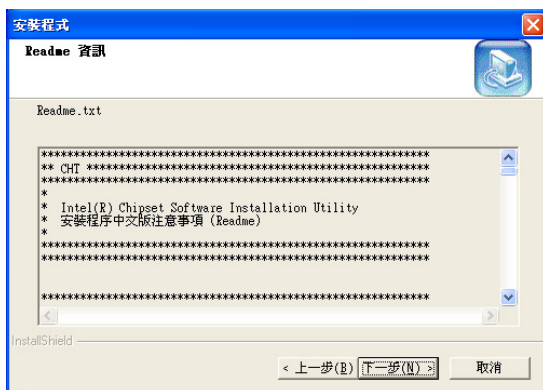 安裝程式
Readme 資訊
Readme.txt
***********************************************************
** CHT ****************************************************
***********************************************************
*
*  Intel(R) Chipset Software Installation Utility
*  安裝程序中文版注意事項 (Readme)
*
***********************************************************
***********************************************************
***********************************************************
InstallShield
< 上一步(B)
下一步(N) >
取消